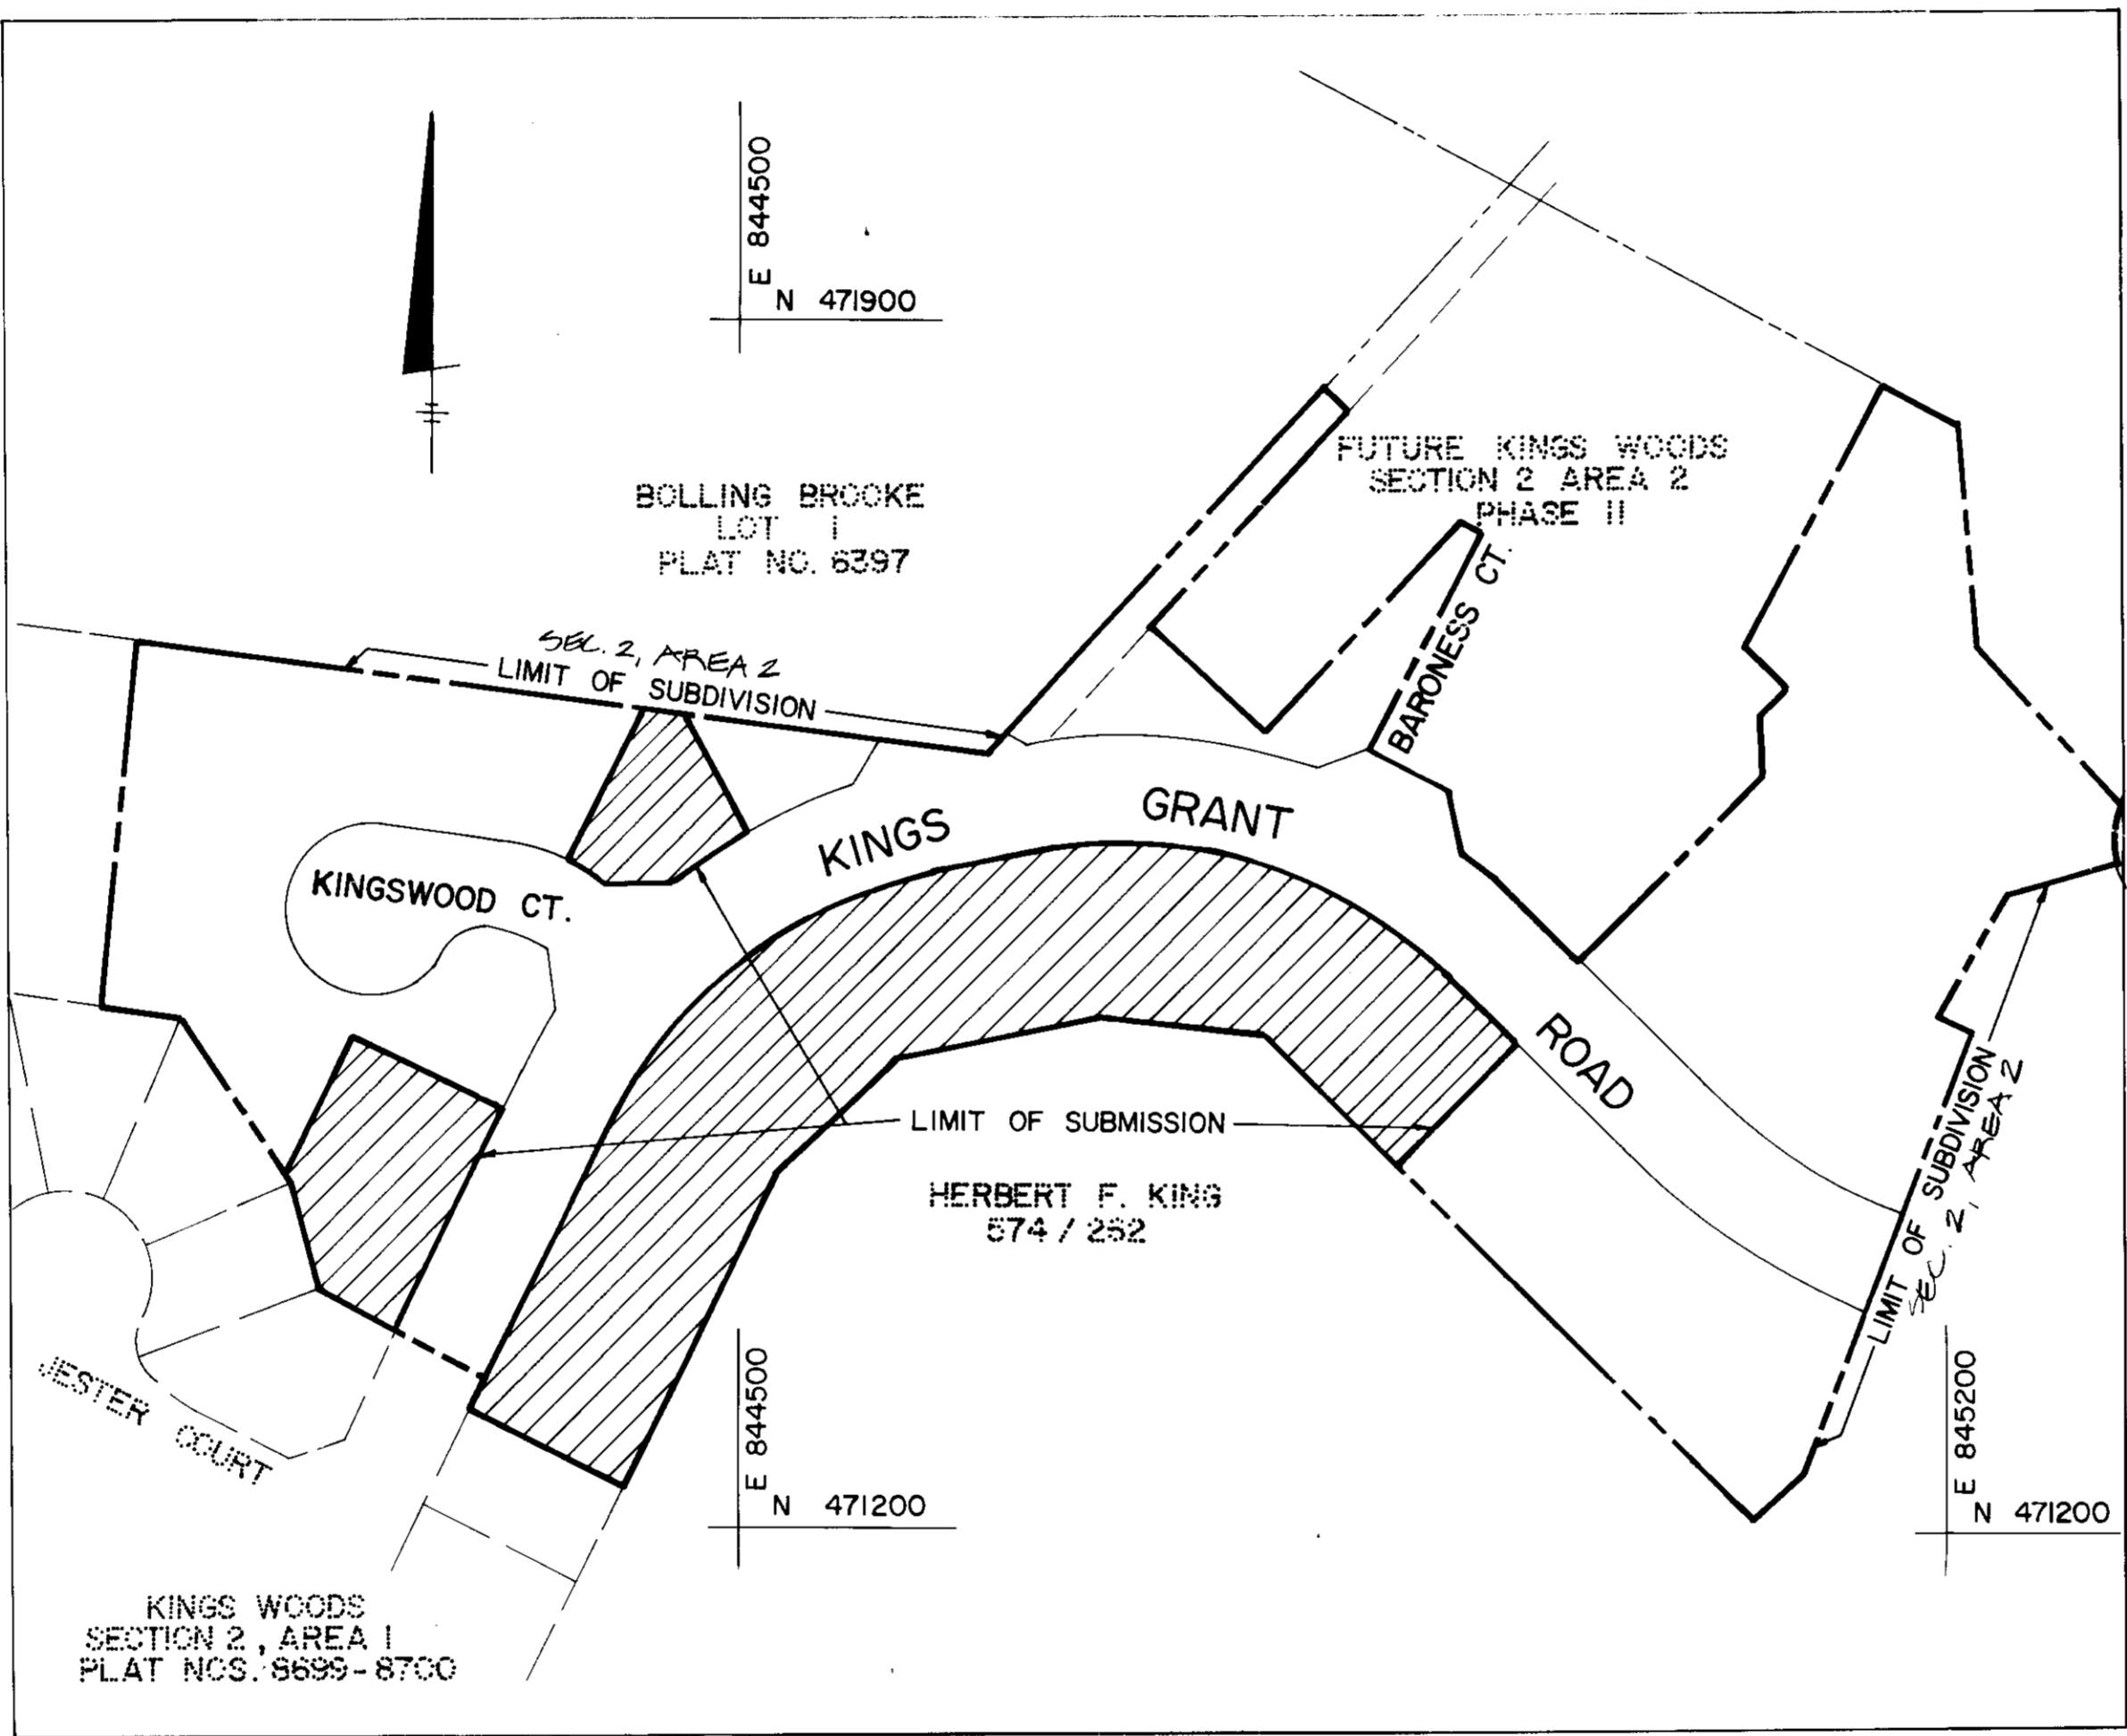 E 844500
N 471900
FUTURE KINGS WOODS
SECTION 2 AREA 2
PHASE II
BOLLING BROOKE
LOT 1
PLAT NO. 6397
BARONESS CT.
SEC. 2, AREA 2
LIMIT OF SUBDIVISION
KINGS GRANT ROAD
KINGSWOOD CT.
LIMIT OF SUBMISSION
HERBERT F. KING
574 / 262
LIMIT OF SUBDIVISION
SEC. 2, AREA 2
JESTER COURT
E 844500
N 471200
E 845200
N 471200
KINGS WOODS
SECTION 2, AREA 1
PLAT NOS. 8699-8700